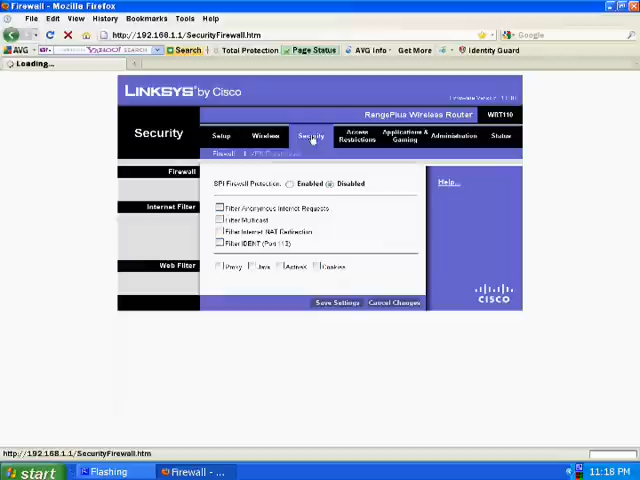 Firewall - Mozilla Firefox
File Edit View History Bookmarks Tools Help
http://192.168.1.1/SecurityFirewall.htm
Google
AVG YAHOO! SEARCH Search Total Protection Page Status AVG Info Get More Identity Guard
Loading...
LINKSYS® by Cisco
RangePlus Wireless Router WRT110
Security
Setup Wireless Security Access Restrictions Applications & Gaming Administration Status
Firewall
Firewall
SPI Firewall Protection: Enabled Disabled
Help...
Internet Filter
Filter Anonymous Internet Requests
Filter Multicast
Filter Internet NAT Redirection
Filter IDENT (Port 113)
Web Filter
Proxy Java ActiveX Cookies
Save Settings Cancel Changes
CISCO
http://192.168.1.1/SecurityFirewall.htm
start Flashing Firewall - ... 11:18 PM